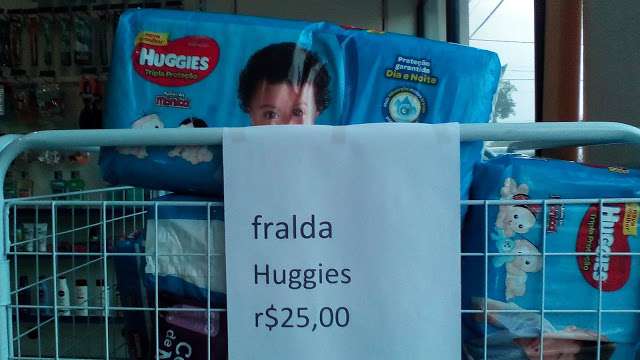 HUGGIES
Tripla Proteção
Turma da
Mônica
Proteção
garantida
Dia e Noite
fralda
Huggies
r$25,00
HUGGIES
Tripla Proteção